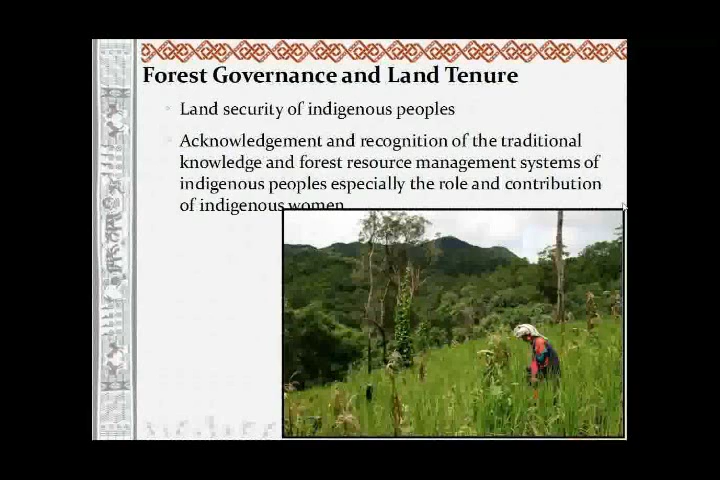 Forest Governance and Land Tenure
Land security of indigenous peoples
Acknowledgement and recognition of the traditional
knowledge and forest resource management systems of
indigenous peoples especially the role and contribution
of indigenous women